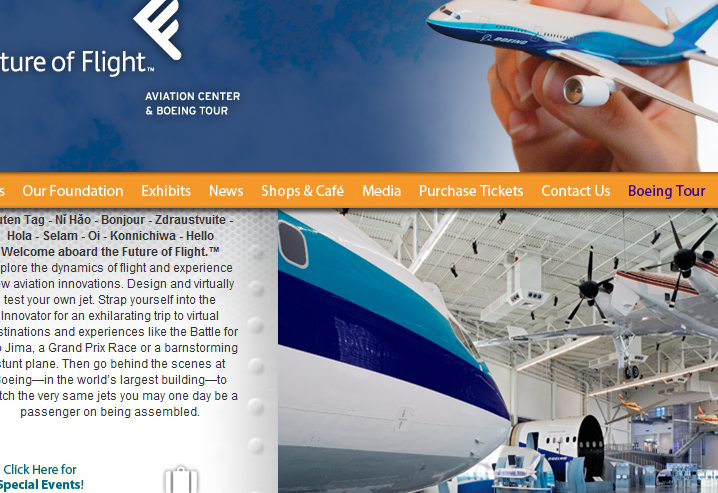 ture of Flight™
AVIATION CENTER
& BOEING TOUR
BOEING
s Our Foundation Exhibits News Shops & Café Media Purchase Tickets Contact Us Boeing Tour
uten Tag - Nǐ Hǎo - Bonjour - Zdraustvuite -
Hola - Selam - Oi - Konnichiwa - Hello
Welcome aboard the Future of Flight.™
plore the dynamics of flight and experience
w aviation innovations. Design and virtually
test your own jet. Strap yourself into the
Innovator for an exhilarating trip to virtual
stinations and experiences like the Battle for
o Jima, a Grand Prix Race or a barnstorming
stunt plane. Then go behind the scenes at
Boeing—in the world's largest building—to
tch the very same jets you may one day be a
passenger on being assembled.
Click Here for
Special Events!